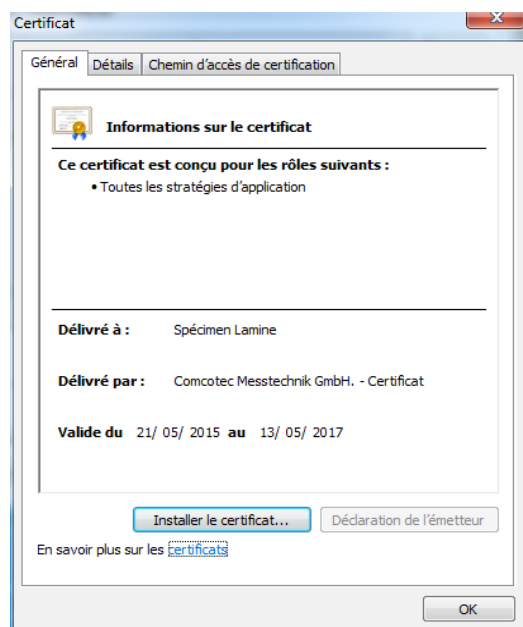 Certificat
Général Détails Chemin d'accès de certification
Informations sur le certificat
Ce certificat est conçu pour les rôles suivants :
• Toutes les stratégies d'application
Délivré à : Spécimen Lamine
Délivré par : Comcotec Messtechnik GmbH. - Certificat
Valide du 21/ 05/ 2015 au 13/ 05/ 2017
Installer le certificat... Déclaration de l'émetteur
En savoir plus sur les certificats
OK